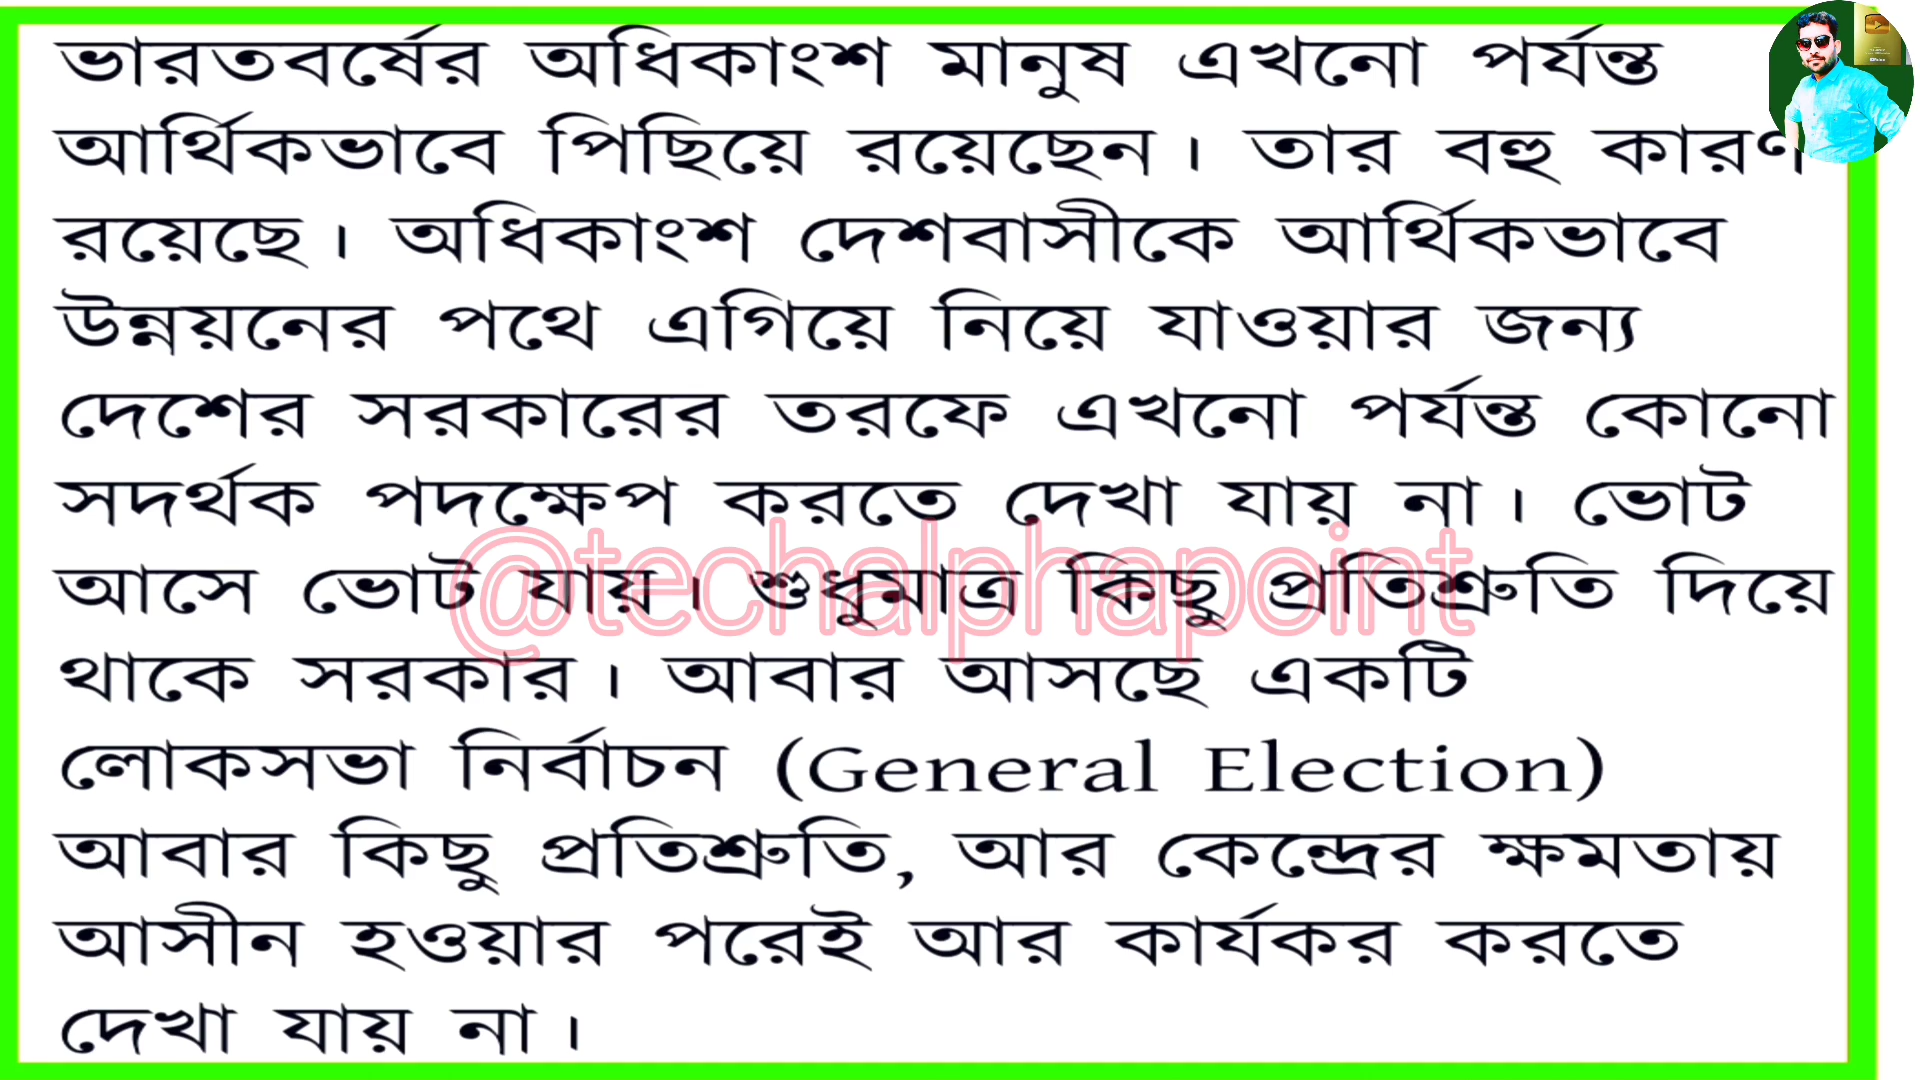 ভারতবর্ষের অধিকাংশ মানুষ এখনো পর্যন্ত
আর্থিকভাবে পিছিয়ে রয়েছেন। তার বহু কারণ
রয়েছে। অধিকাংশ দেশবাসীকে আর্থিকভাবে
উন্নয়নের পথে এগিয়ে নিয়ে যাওয়ার জন্য
দেশের সরকারের তরফে এখনো পর্যন্ত কোনো
সদর্থক পদক্ষেপ করতে দেখা যায় না। ভোট
আসে ভোট যায়। শুধুমাত্র কিছু প্রতিশ্রুতি দিয়ে
@techalphapoint
থাকে সরকার। আবার আসছে একটি
লোকসভা নির্বাচন (General Election)
আবার কিছু প্রতিশ্রুতি, আর কেন্দ্রের ক্ষমতায়
আসীন হওয়ার পরেই আর কার্যকর করতে
দেখা যায় না।